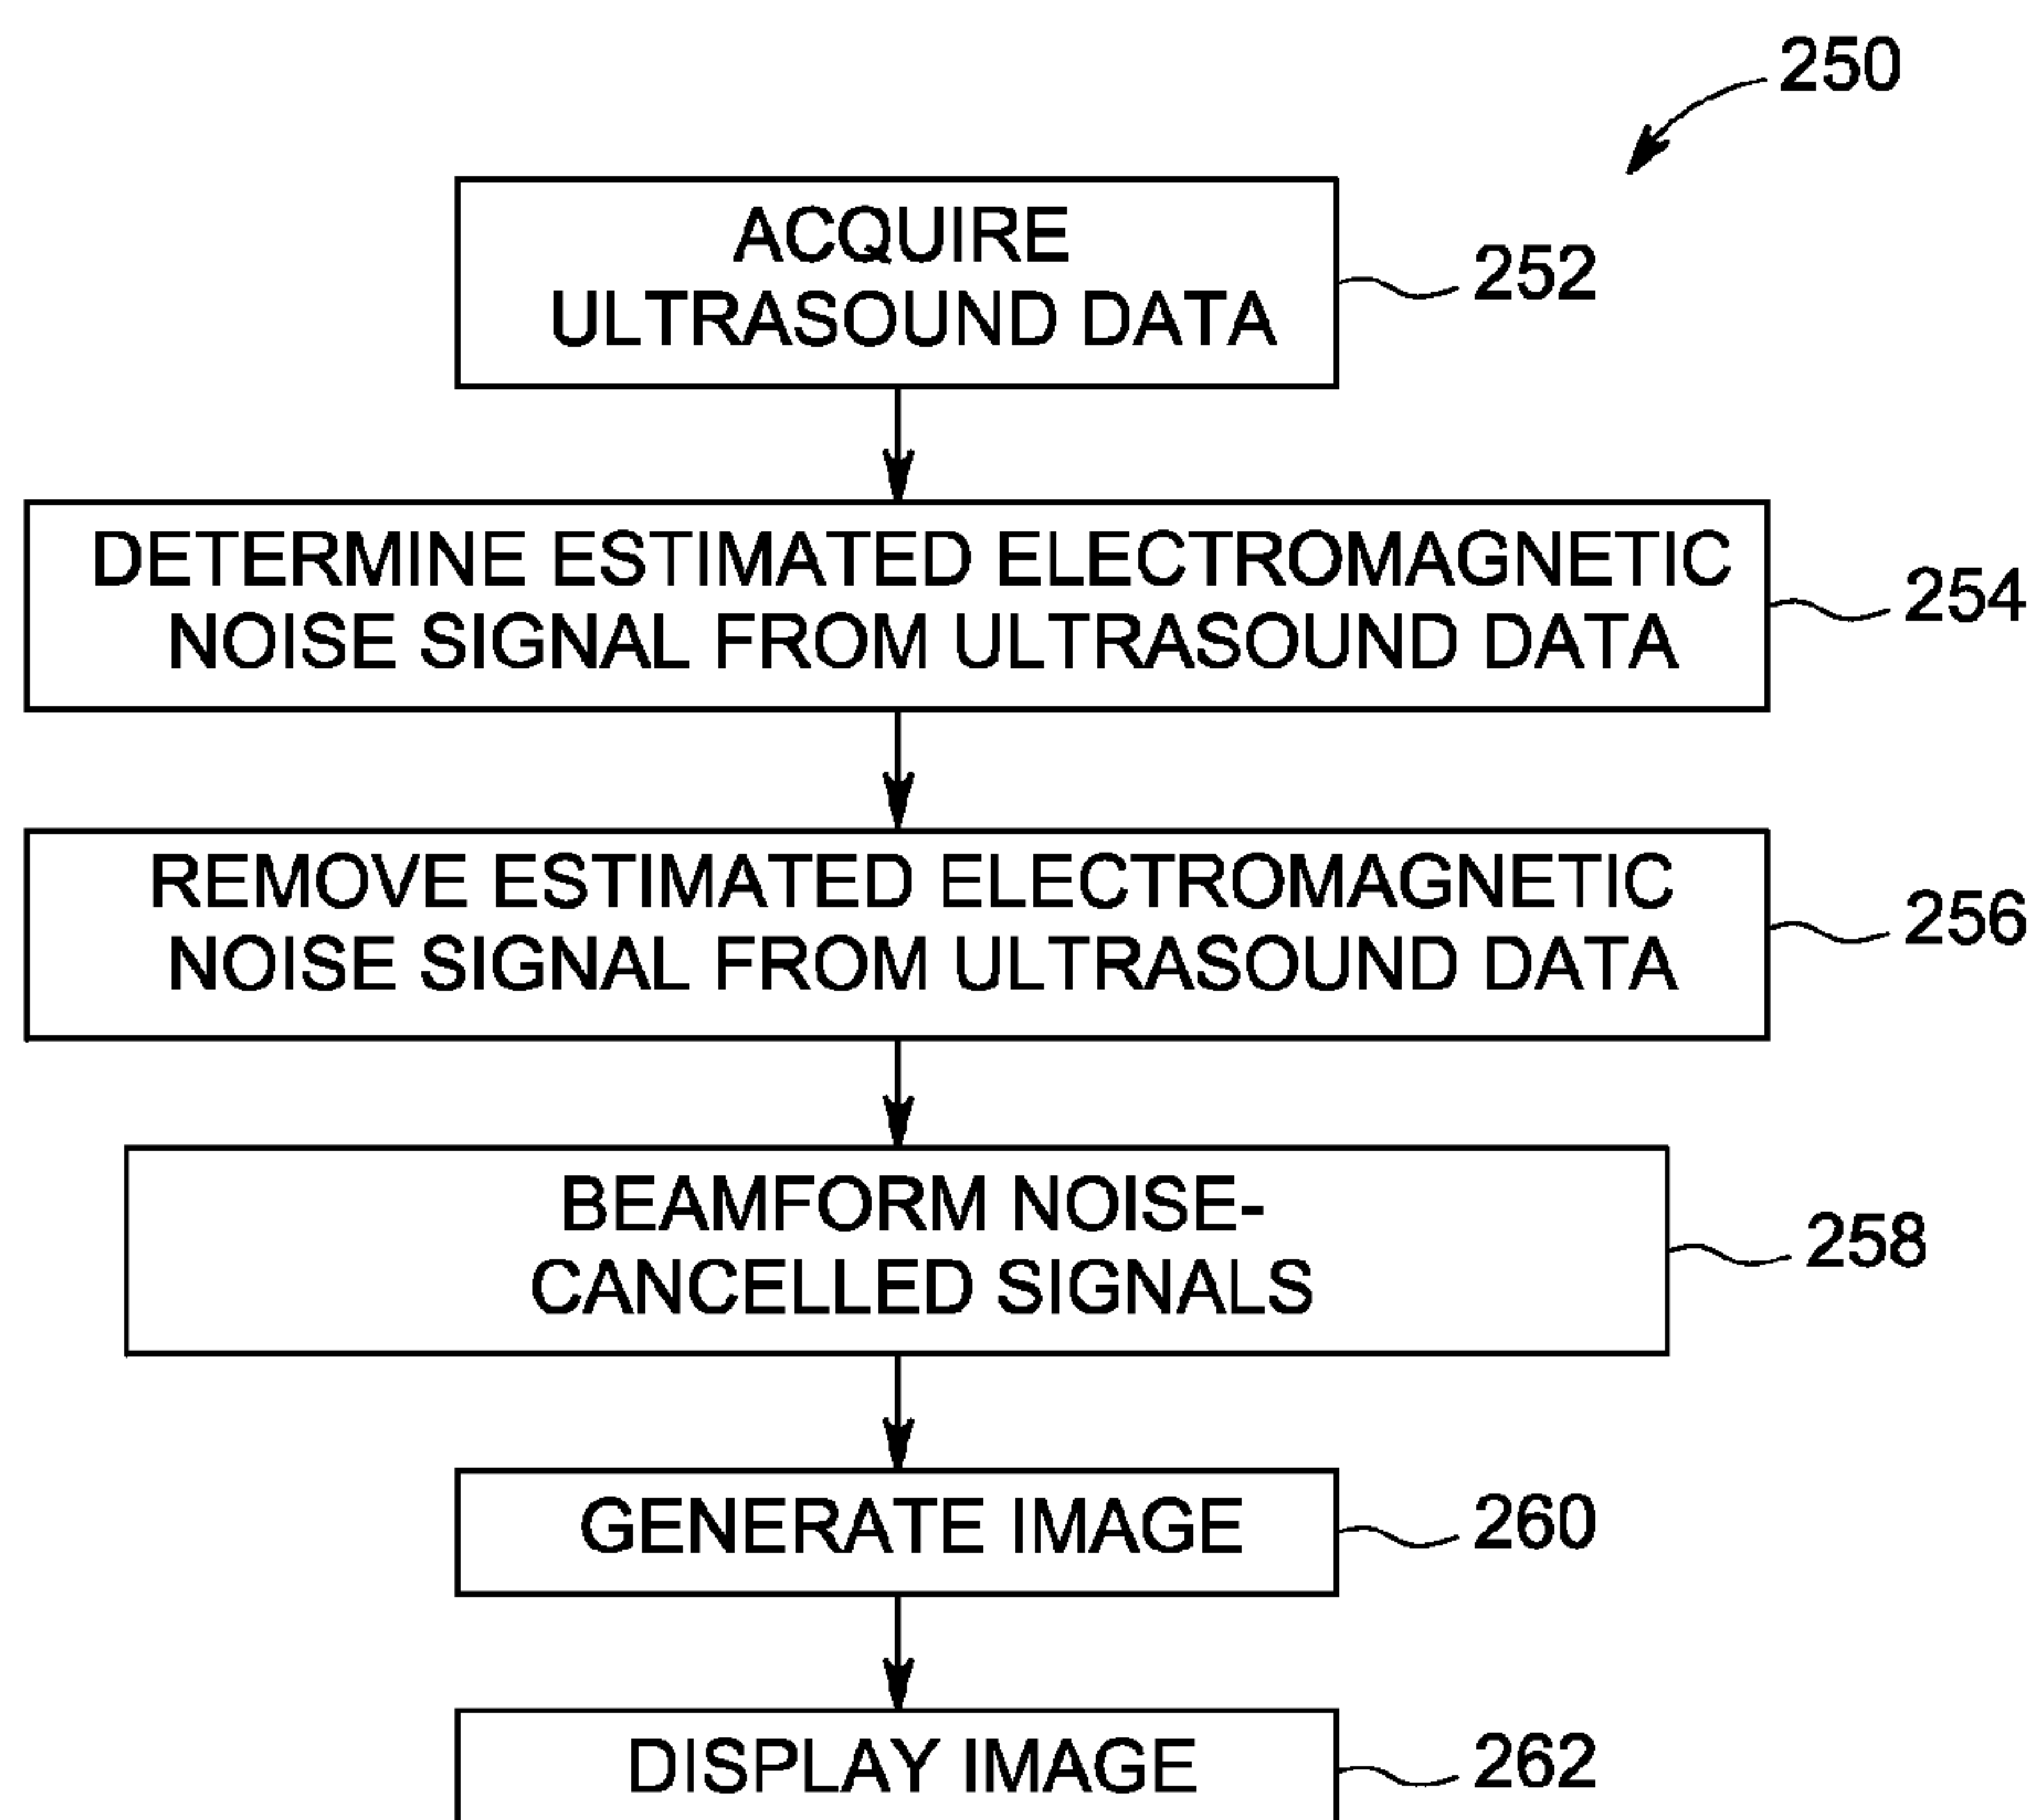 250
ACQUIRE
ULTRASOUND DATA
252
DETERMINE ESTIMATED ELECTROMAGNETIC
NOISE SIGNAL FROM ULTRASOUND DATA
254
REMOVE ESTIMATED ELECTROMAGNETIC
NOISE SIGNAL FROM ULTRASOUND DATA
256
BEAMFORM NOISE-
CANCELLED SIGNALS
258
GENERATE IMAGE
260
DISPLAY IMAGE
262